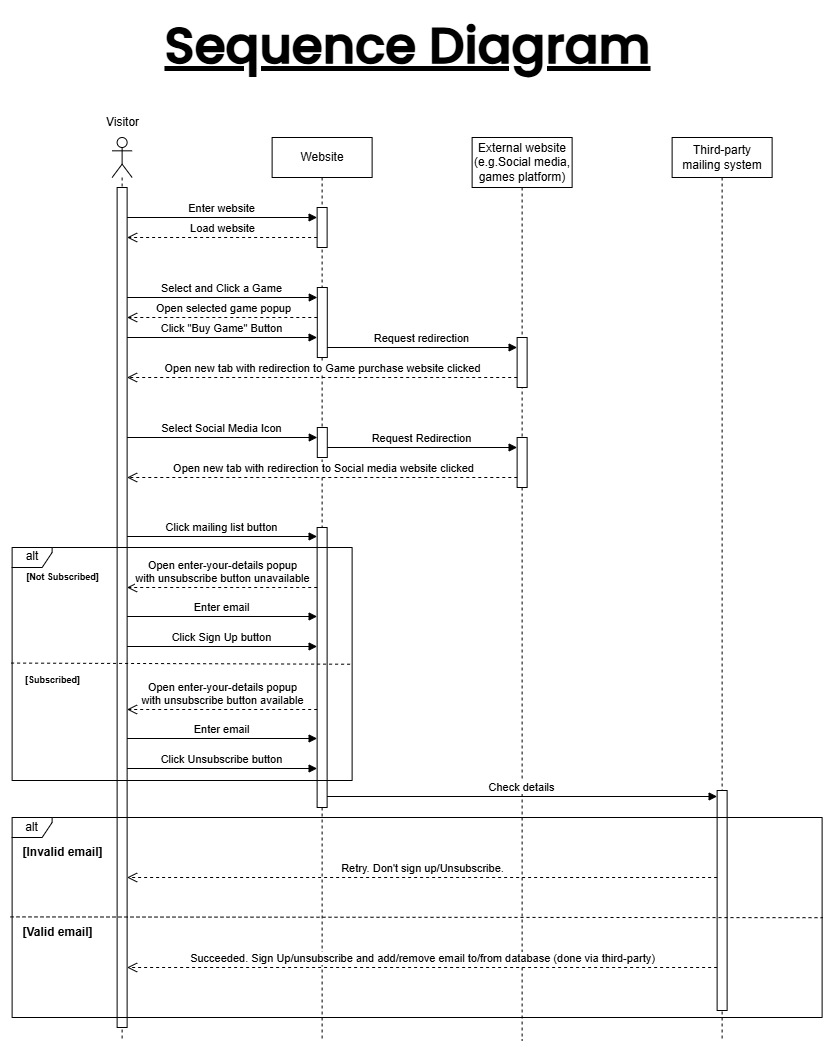 Sequence Diagram
Visitor
Website
External website
(e.g.Social media,
games platform)
Third-party
mailing system
Enter website
Load website
Select and Click a Game
Open selected game popup
Click "Buy Game" Button
Request redirection
Open new tab with redirection to Game purchase website clicked
Select Social Media Icon
Request Redirection
Open new tab with redirection to Social media website clicked
Click mailing list button
alt
[Not Subscribed]
Open enter-your-details popup
with unsubscribe button unavailable
Enter email
Click Sign Up button
[Subscribed]
Open enter-your-details popup
with unsubscribe button available
Enter email
Click Unsubscribe button
Check details
alt
[Invalid email]
Retry. Don't sign up/Unsubscribe.
[Valid email]
Succeeded. Sign Up/unsubscribe and add/remove email to/from database (done via third-party)